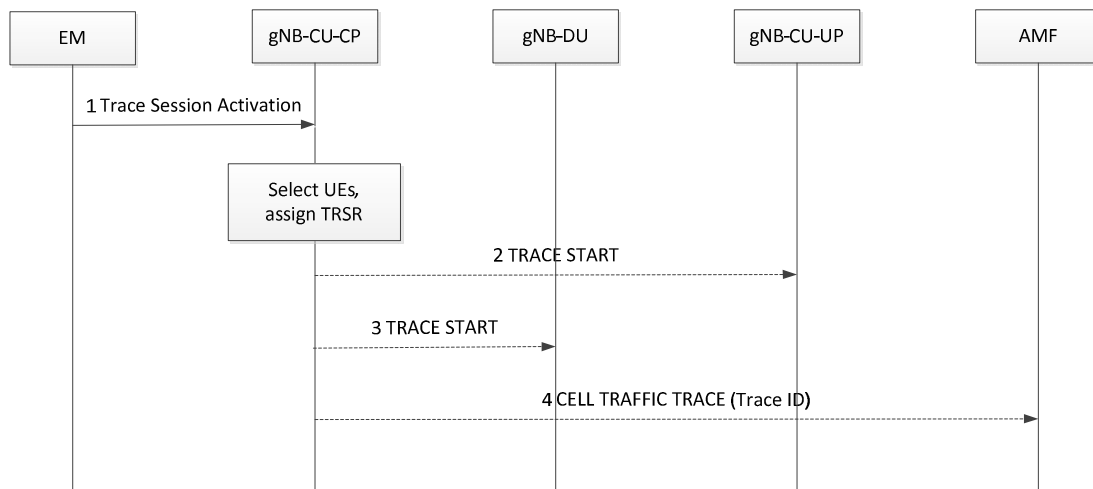 EM
gNB-CU-CP
gNB-DU
gNB-CU-UP
AMF
1 Trace Session Activation
Select UEs,
assign TRSR
2 TRACE START
3 TRACE START
4 CELL TRAFFIC TRACE (Trace ID)